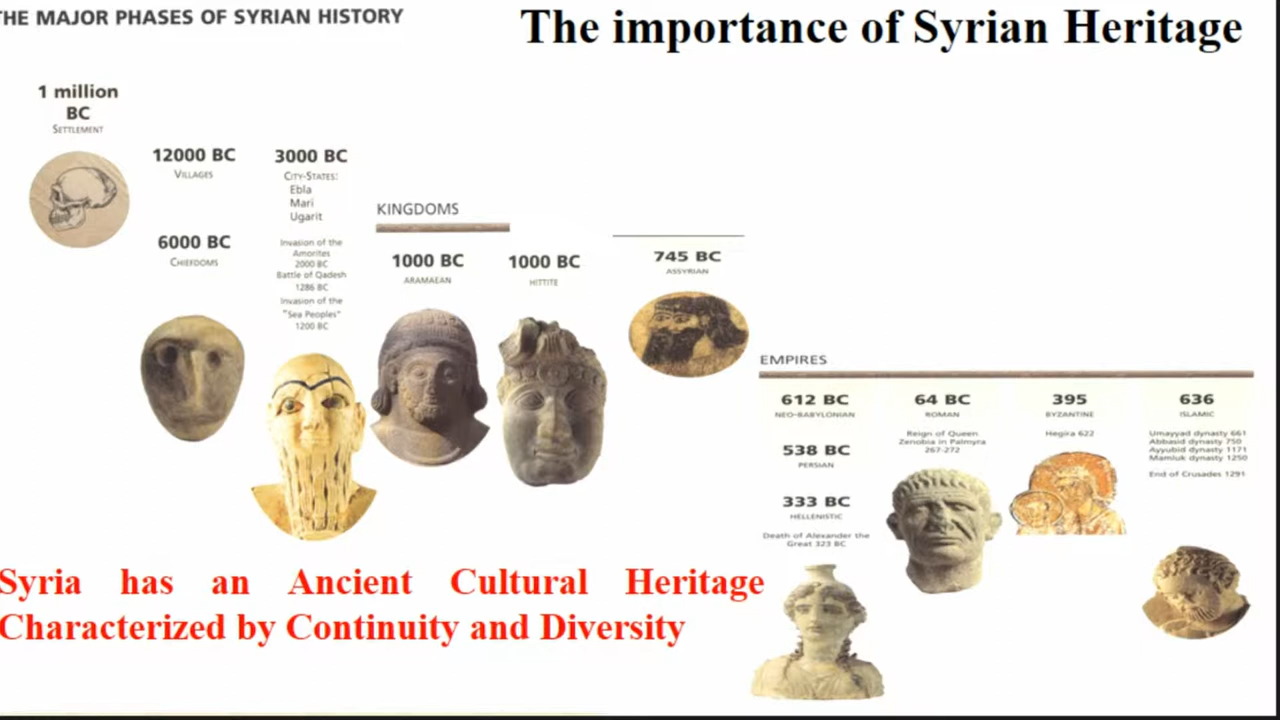 THE MAJOR PHASES OF SYRIAN HISTORY
The importance of Syrian Heritage
1 million
BC
SETTLEMENT
12000 BC
VILLAGES
6000 BC
CHIEFDOMS
3000 BC
CITY-STATES:
Ebla
Mari
Ugarit
Invasion of the
Amorites
2000 BC
Battle of Qadesh
1286 BC
Invasion of the
"Sea Peoples"
1200 BC
KINGDOMS
1000 BC
ARAMAEAN
1000 BC
HITTITE
745 BC
ASSYRIAN
EMPIRES
612 BC
NEO-BABYLONIAN
538 BC
PERSIAN
333 BC
HELLENISTIC
Death of Alexander the
Great 323 BC
64 BC
ROMAN
Reign of Queen
Zenobia in Palmyra
267-272
395
BYZANTINE
Hegira 622
636
ISLAMIC
Umayyad dynasty 661
Abbasid dynasty 750
Ayyubid dynasty 1171
Mamluk dynasty 1250
End of Crusades 1291
Syria has an Ancient Cultural Heritage
Characterized by Continuity and Diversity